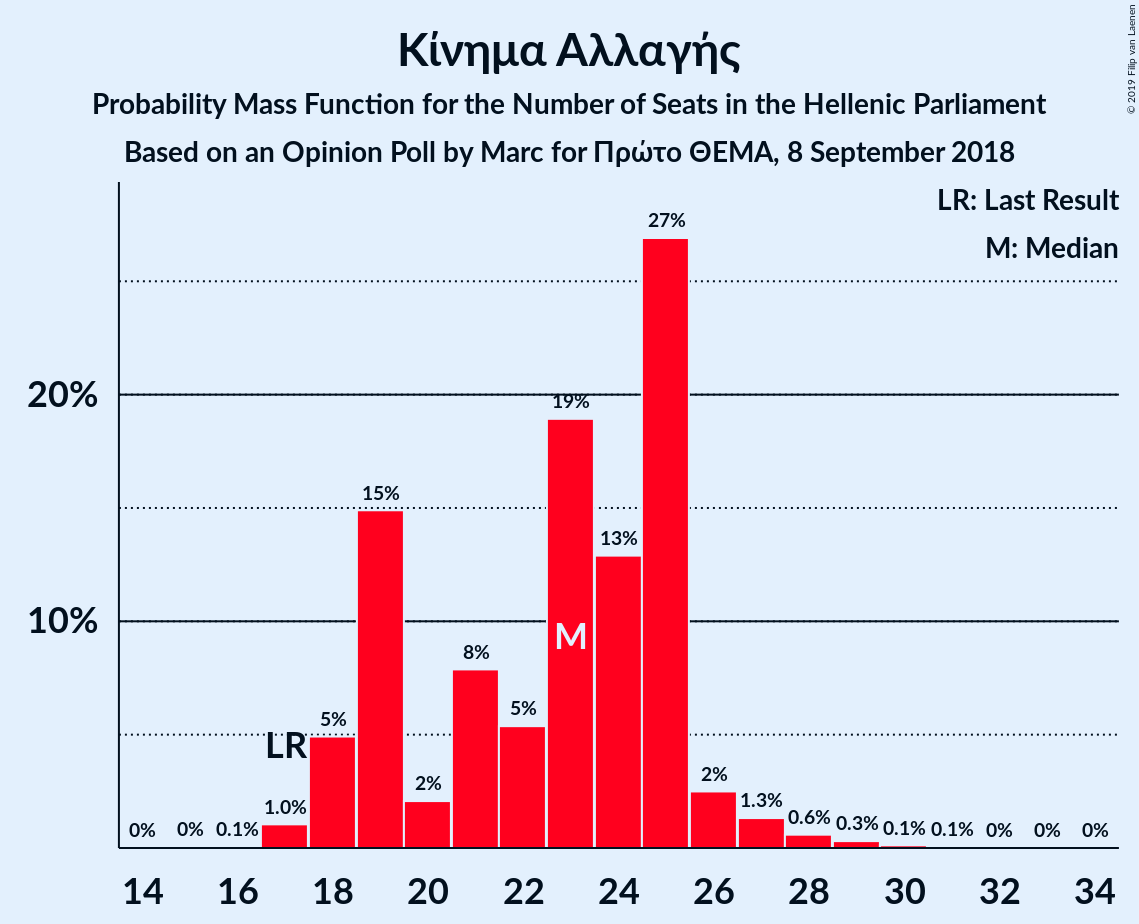 Κίνημα Αλλαγής
Probability Mass Function for the Number of Seats in the Hellenic Parliament
Based on an Opinion Poll by Marc for Πρώτο ΘΕΜΑ, 8 September 2018
© 2019 Filip van Laenen
LR: Last Result
M: Median
20%
10%
0%
0%
0.1%
1.0%
LR
5%
15%
2%
8%
5%
19%
M
13%
27%
2%
1.3%
0.6%
0.3%
0.1%
0.1%
0%
0%
0%
14 16 18 20 22 24 26 28 30 32 34